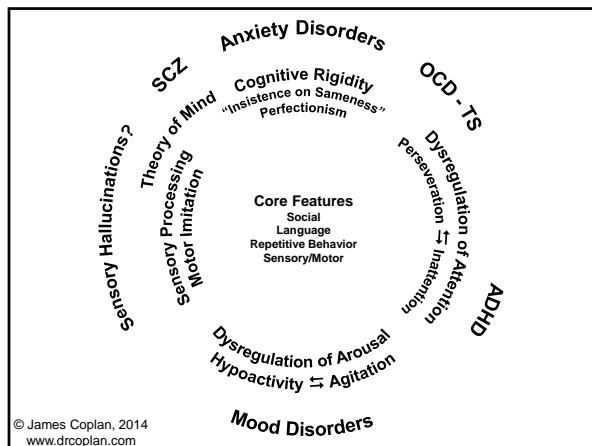 Anxiety Disorders
SCZ
OCD - TS
Cognitive Rigidity
“Insistence on Sameness”
Perfectionism
Theory of Mind
Sensory Hallucinations?
Sensory Processing
Motor Imitation
Dysregulation of Attention
Perseveration ⇆ Inattention
ADHD
Core Features
Social
Language
Repetitive Behavior
Sensory/Motor
Dysregulation of Arousal
Hypoactivity ⇆ Agitation
Mood Disorders
© James Coplan, 2014
www.drcoplan.com